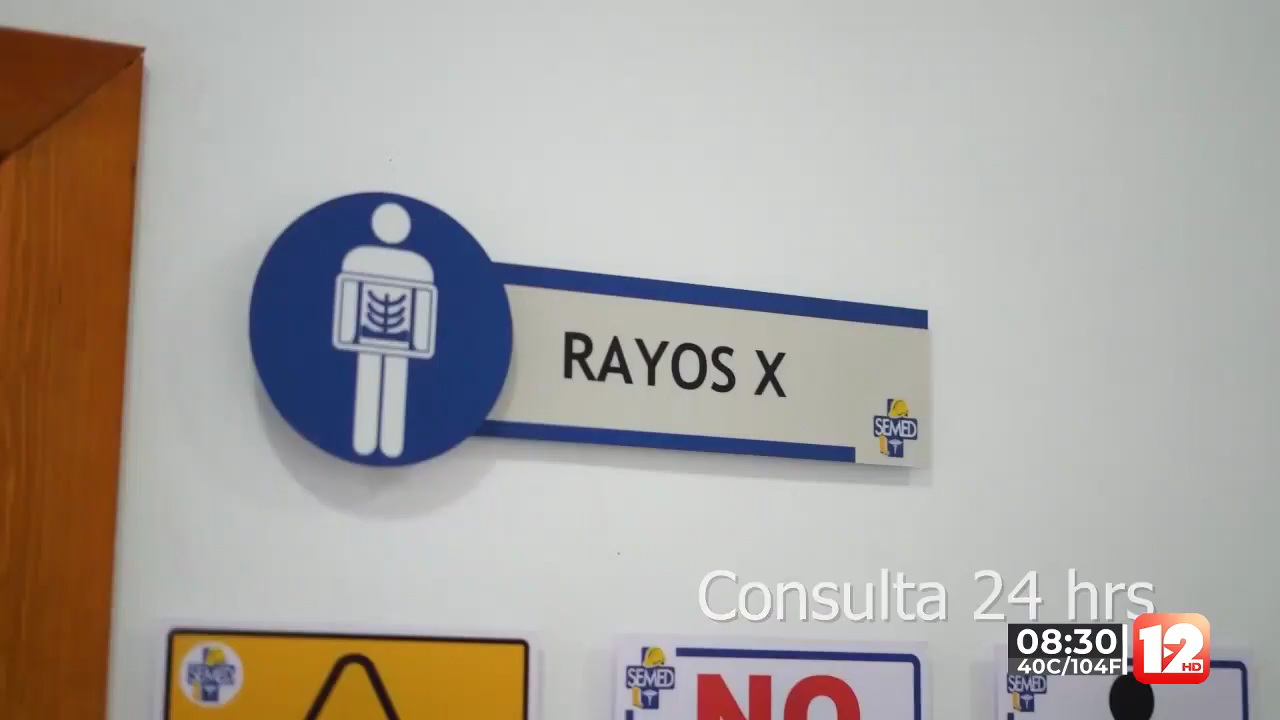 RAYOS X
SEMED
Consulta 24 hrs
08:30
40C/104F
12
HD
SEMED
SEMED
NO
SEMED